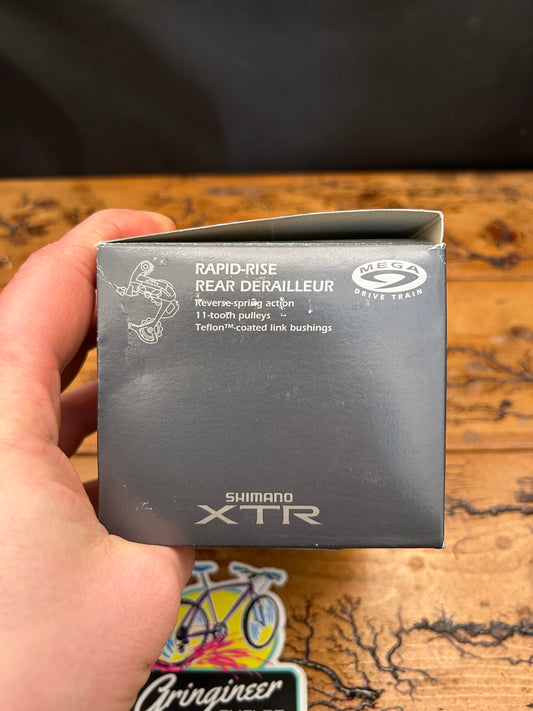 RAPID-RISE
REAR DERAILLEUR
Reverse-spring action
11-tooth pulleys
Teflon™-coated link bushings
MEGA
9
DRIVE TRAIN
SHIMANO
XTR
Gringineer
CYCLES